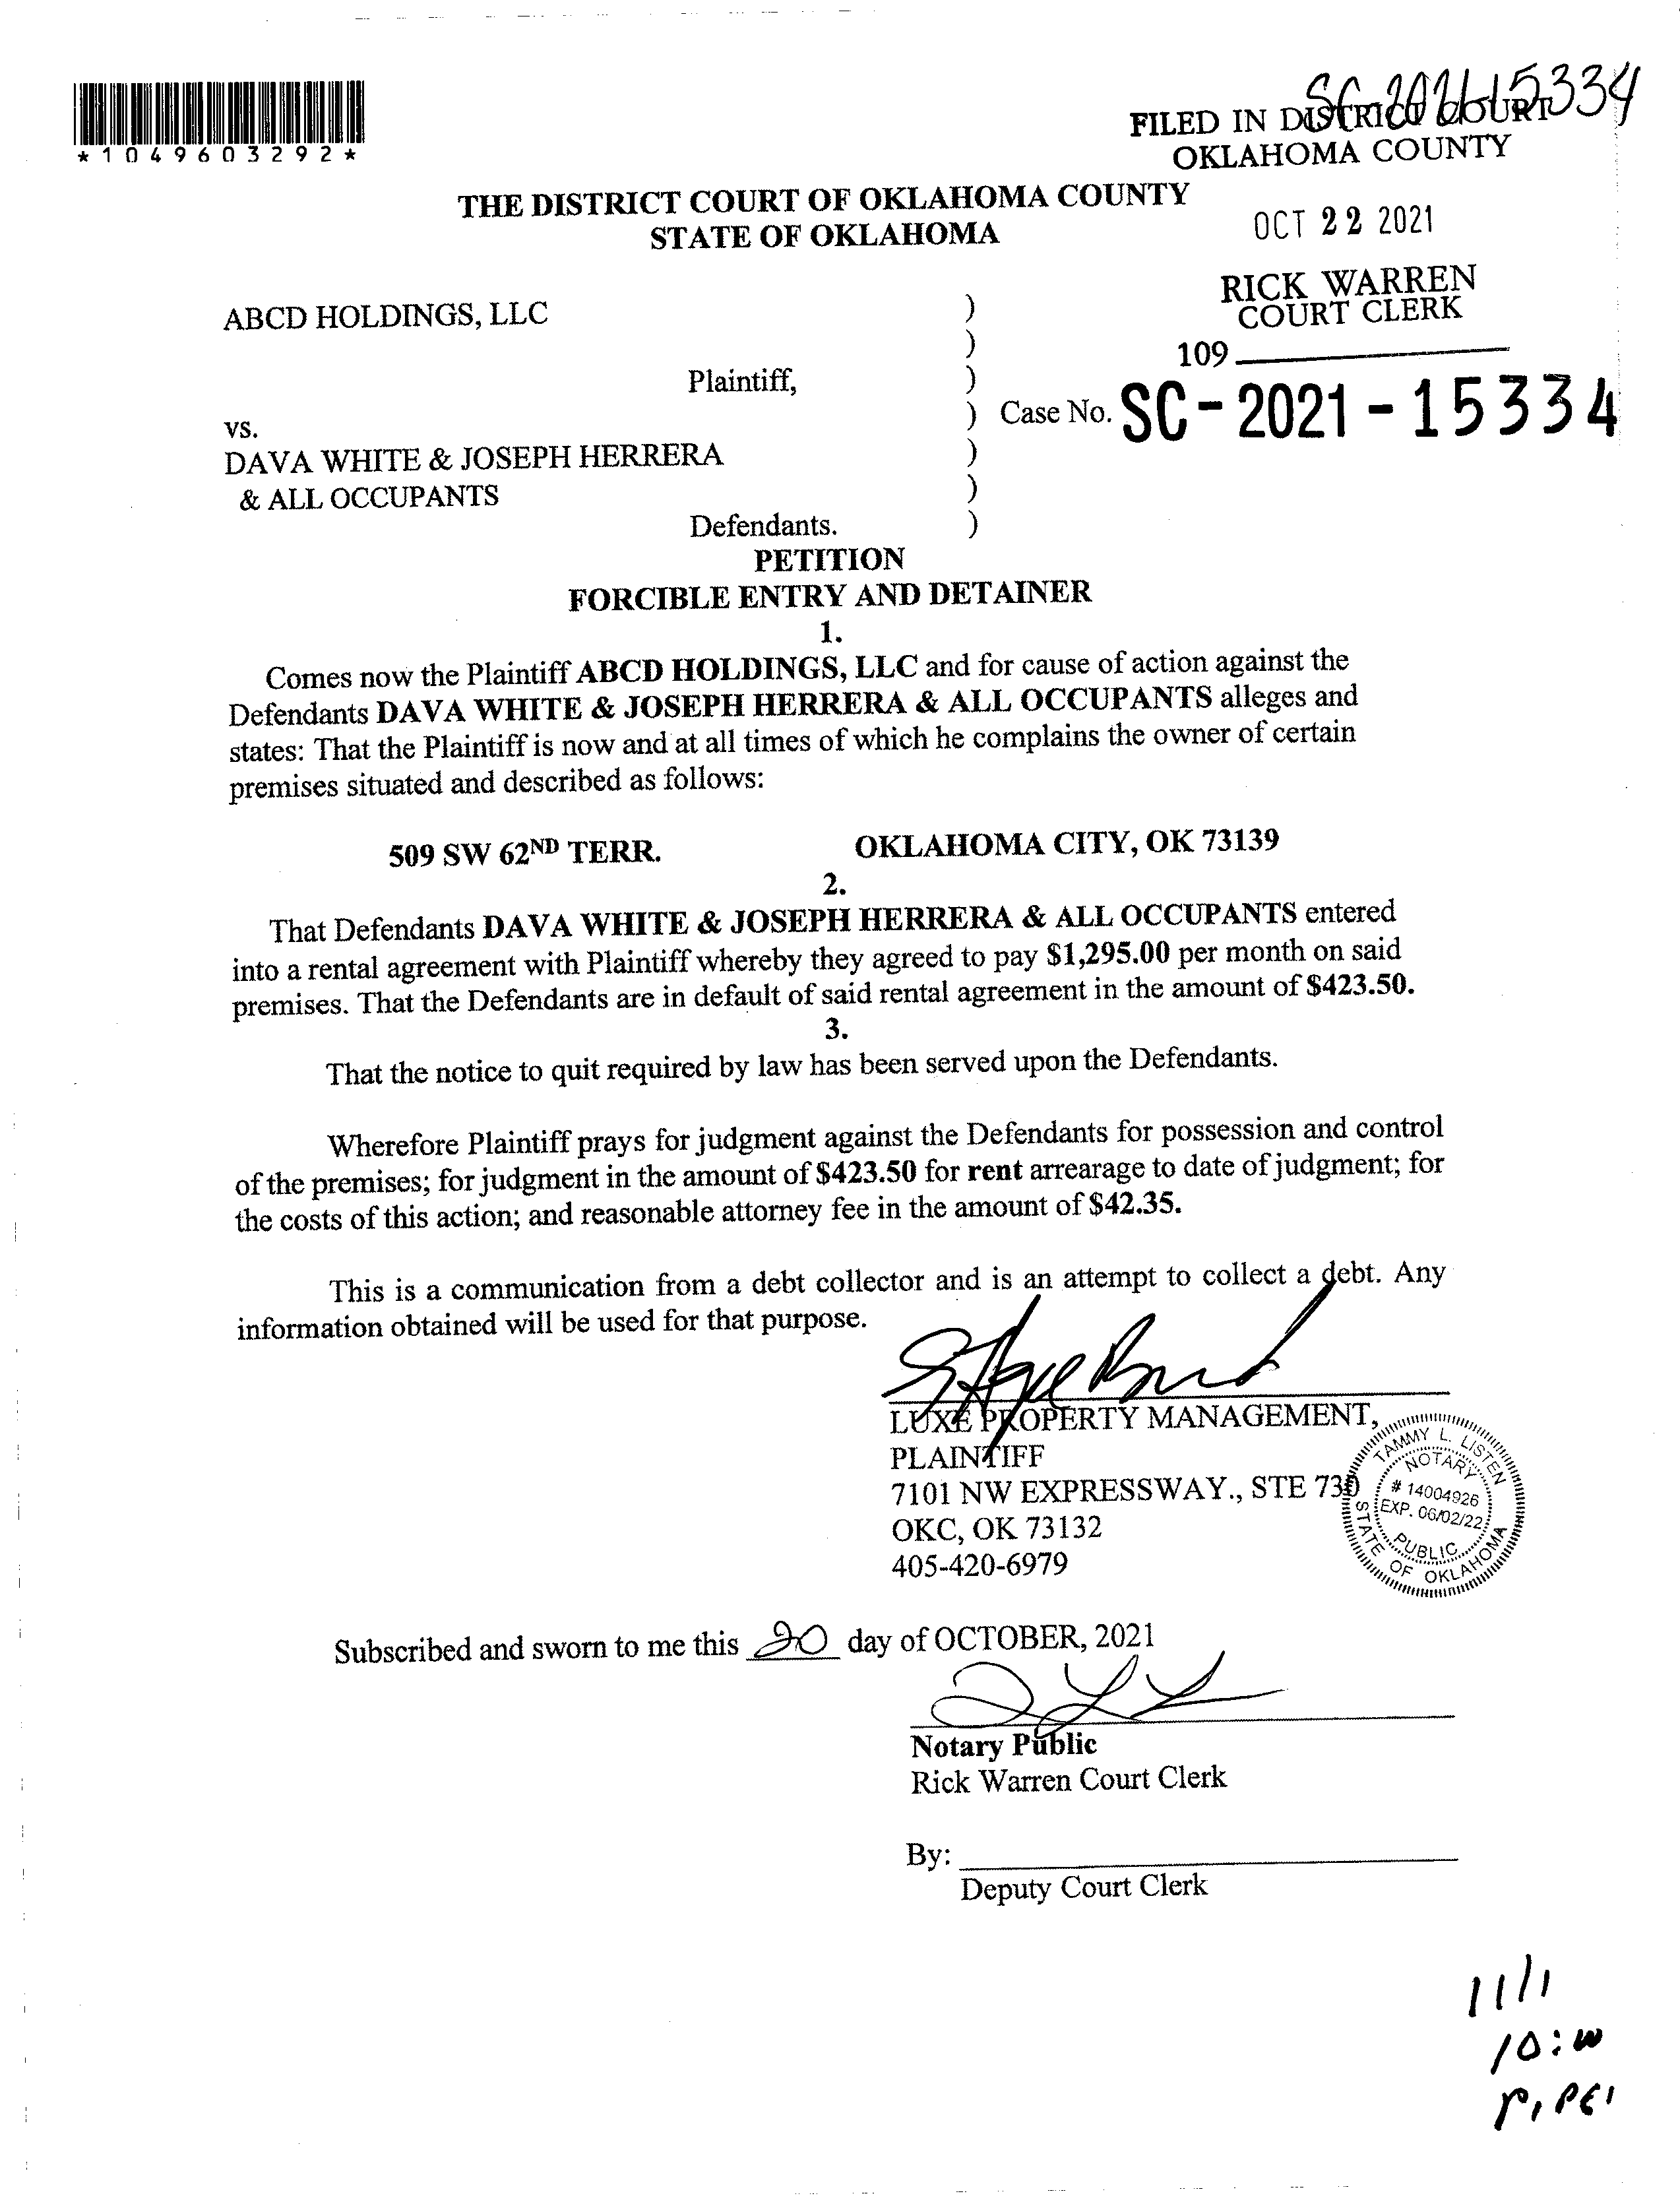 SC-2021-15334
*1049603292*
FILED IN DISTRICT COURT
OKLAHOMA COUNTY
THE DISTRICT COURT OF OKLAHOMA COUNTY
STATE OF OKLAHOMA
OCT 22 2021
RICK WARREN
COURT CLERK
109
ABCD HOLDINGS, LLC )
)
Plaintiff, )
) Case No. SC-2021-15334
vs.
DAVA WHITE & JOSEPH HERRERA )
& ALL OCCUPANTS )
Defendants. )
PETITION
FORCIBLE ENTRY AND DETAINER
1.
Comes now the Plaintiff ABCD HOLDINGS, LLC and for cause of action against the
Defendants DAVA WHITE & JOSEPH HERRERA & ALL OCCUPANTS alleges and
states: That the Plaintiff is now and at all times of which he complains the owner of certain
premises situated and described as follows:
509 SW 62ND TERR. OKLAHOMA CITY, OK 73139
2.
That Defendants DAVA WHITE & JOSEPH HERRERA & ALL OCCUPANTS entered
into a rental agreement with Plaintiff whereby they agreed to pay $1,295.00 per month on said
premises. That the Defendants are in default of said rental agreement in the amount of $423.50.
3.
That the notice to quit required by law has been served upon the Defendants.
Wherefore Plaintiff prays for judgment against the Defendants for possession and control
of the premises; for judgment in the amount of $423.50 for rent arrearage to date of judgment; for
the costs of this action; and reasonable attorney fee in the amount of $42.35.
This is a communication from a debt collector and is an attempt to collect a debt. Any
information obtained will be used for that purpose.
LUXE PROPERTY MANAGEMENT,
PLAINTIFF
7101 NW EXPRESSWAY., STE 730
OKC, OK 73132
405-420-6979
TAMMY L. LISTEN
NOTARY
# 14004926
EXP. 06/02/22
PUBLIC
STATE OF OKLAHOMA
Subscribed and sworn to me this 20 day of OCTOBER, 2021
Notary Public
Rick Warren Court Clerk
By:
Deputy Court Clerk
11/1